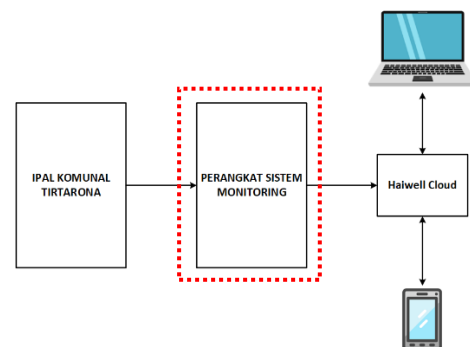 IPAL KOMUNAL
TIRTARONA
PERANGKAT SISTEM
MONITORING
Haiwell Cloud